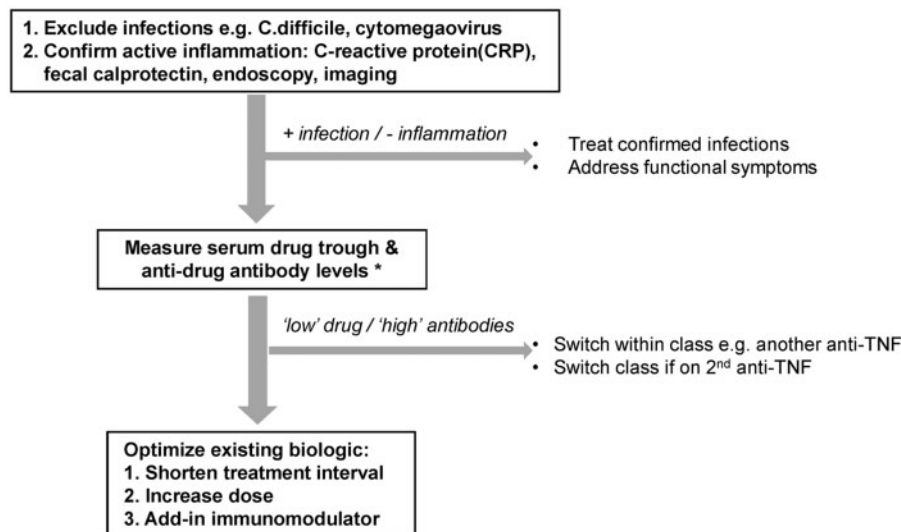 1. Exclude infections e.g. C.difficile, cytomegaovirus
2. Confirm active inflammation: C-reactive protein(CRP),
fecal calprotectin, endoscopy, imaging
+ infection / - inflammation
• Treat confirmed infections
• Address functional symptoms
Measure serum drug trough &
anti-drug antibody levels *
'low' drug / 'high' antibodies
• Switch within class e.g. another anti-TNF
• Switch class if on 2nd anti-TNF
Optimize existing biologic:
1. Shorten treatment interval
2. Increase dose
3. Add-in immunomodulator